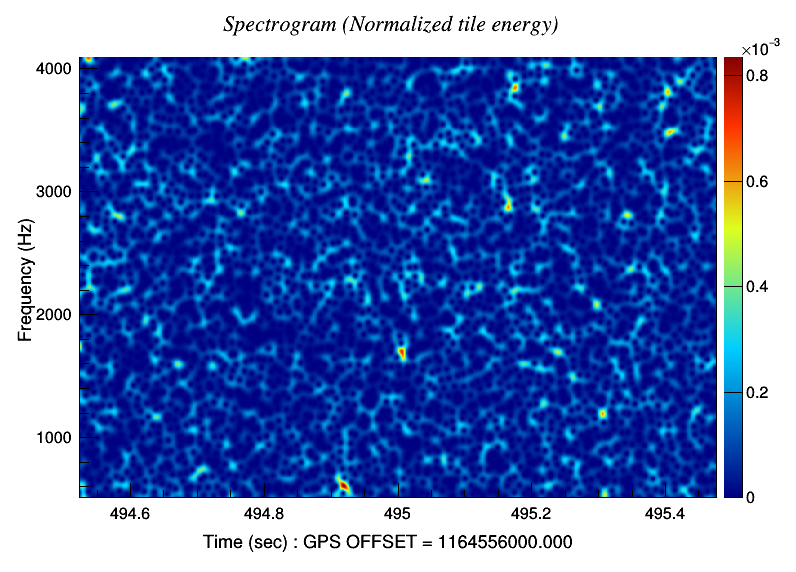 Spectrogram (Normalized tile energy)
×10⁻³
4000
3000
2000
1000
Frequency (Hz)
0.8
0.6
0.4
0.2
0
494.6 494.8 495 495.2 495.4
Time (sec) : GPS OFFSET = 1164556000.000